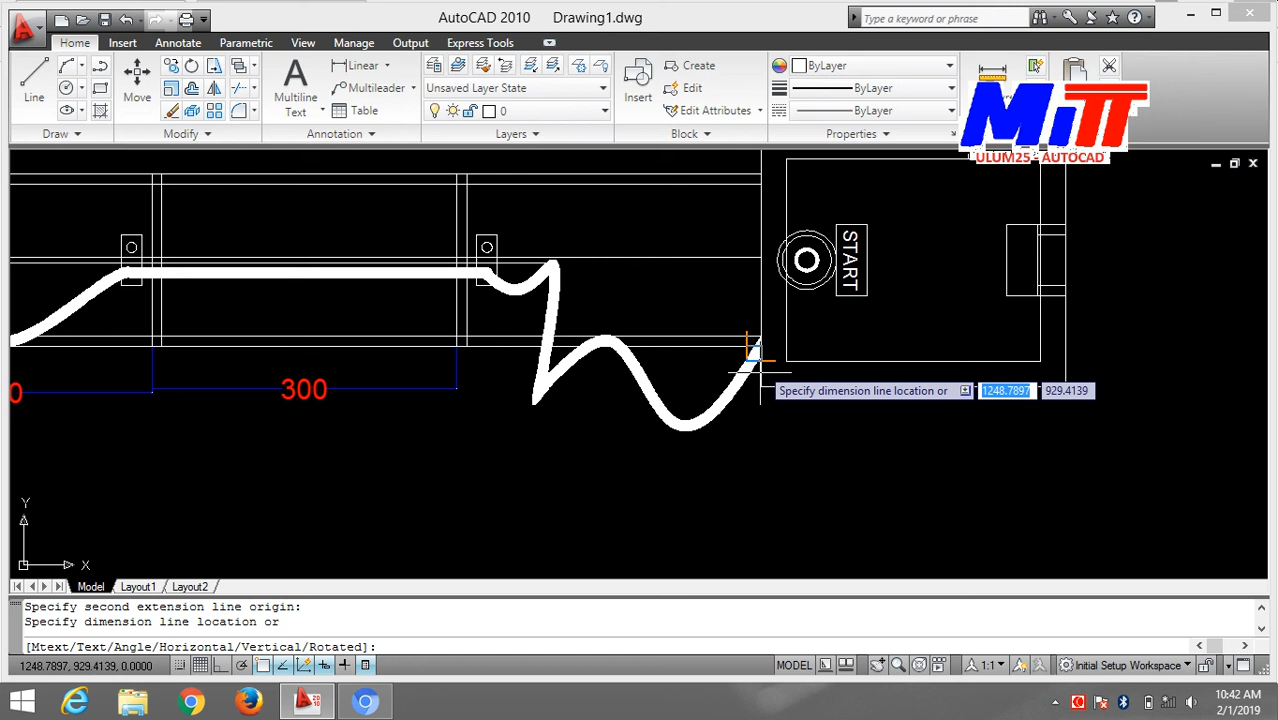 AutoCAD 2010 Drawing1.dwg
Type a keyword or phrase
Home Insert Annotate Parametric View Manage Output Express Tools
Line
Move
A
Multiline
Text
Linear
Multileader
Table
Unsaved Layer State
0
Insert
Create
Edit
Edit Attributes
ByLayer
ByLayer
ByLayer
Draw Modify Annotation Layers Block Properties
MiTT
ULUM25 - AUTOCAD
START
0
300
Specify dimension line location or 1248.7897 929.4139
Y
X
Model Layout1 Layout2
Specify second extension line origin:
Specify dimension line location or
[Mtext/Text/Angle/Horizontal/Vertical/Rotated]:
1248.7897, 929.4139, 0.0000
MODEL
1:1
Initial Setup Workspace
10:42 AM
2/1/2019